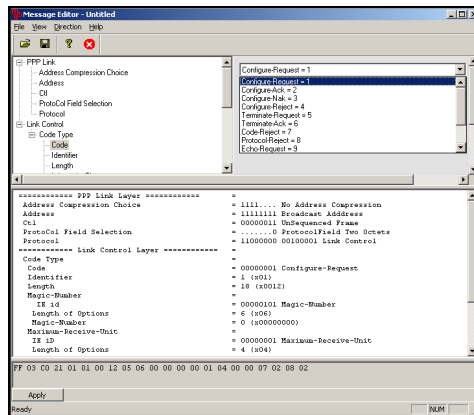 Message Editor - Untitled
File View Direction Help
PPP Link
Address Compression Choice
Address
Ctl
ProtoCol Field Selection
Protocol
Link Control
Code Type
Code
Identifier
Length
Configure-Request = 1
Configure-Request = 1
Configure-Ack = 2
Configure-Nak = 3
Configure-Reject = 4
Terminate-Request = 5
Terminate-Ack = 6
Code-Reject = 7
Protocol-Reject = 8
Echo-Request = 9
============ PPP Link Layer ============ =
Address Compression Choice = 1111.... No Address Compression
Address = 11111111 Broadcast Adddress
Ctl = 00000011 UnSequenced Frame
ProtoCol Field Selection = .......0 ProtocolField Two Octets
Protocol = 11000000 00100001 Link Control
============ Link Control Layer ============ =
Code Type =
Code = 00000001 Configure-Request
Identifier = 1 (x01)
Length = 18 (x0012)
Magic-Number =
IE id = 00000101 Magic-Number
Length of Options = 6 (x06)
Magic-Number = 0 (x00000000)
Maximum-Receive-Unit =
IE iD = 00000001 Maximum-Receive-Unit
Length of Options = 4 (x04)
FF 03 C0 21 01 01 00 12 05 06 00 00 00 00 01 04 00 00 07 02 08 02
Apply
Ready NUM